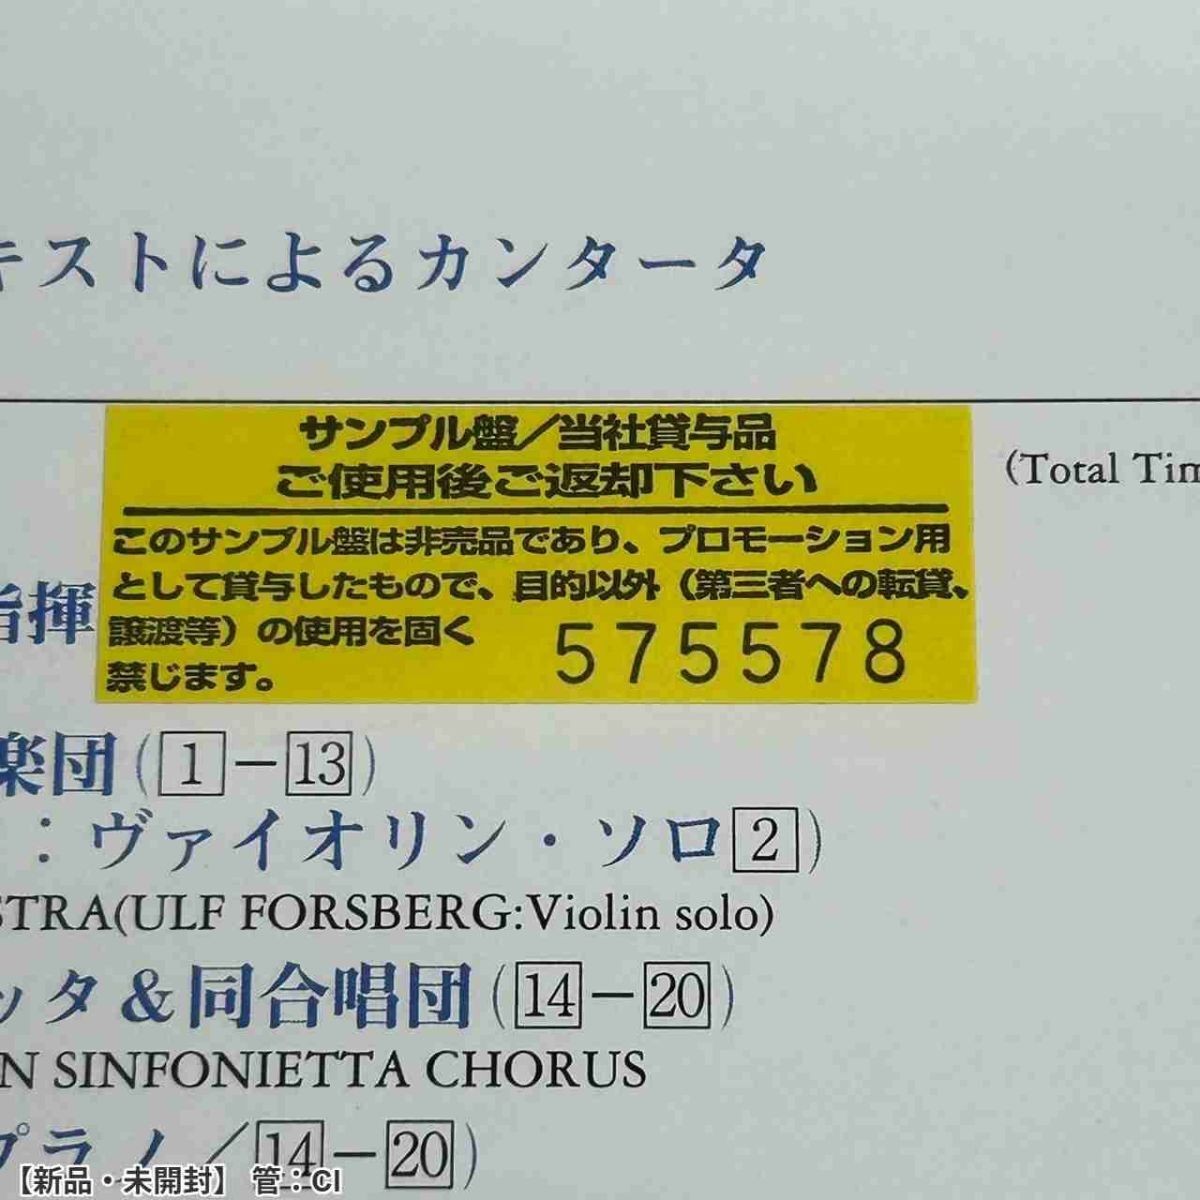 キストによるカンタータ
サンプル盤／当社貸与品
ご使用後ご返却下さい
このサンプル盤は非売品であり、プロモーション用
として貸与したもので、目的以外（第三者への転貸、
譲渡等）の使用を固く
禁じます。
575578
(Total Tim
指揮
楽団(1－13)
：ヴァイオリン・ソロ2)
STRA(ULF FORSBERG:Violin solo)
ッタ＆同合唱団(14－20)
N SINFONIETTA CHORUS
プラノ／14－20)
【新品・未開封】 管：CI